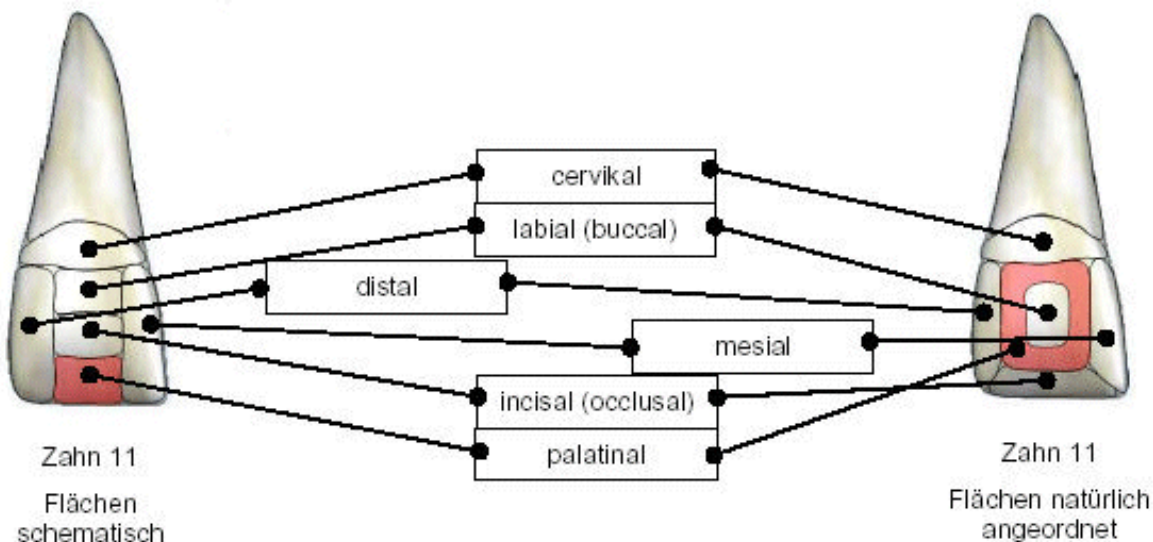 cervikal
labial (buccal)
distal
mesial
incisal (occlusal)
palatinal
Zahn 11
Flächen
schematisch
Zahn 11
Flächen natürlich
angeordnet